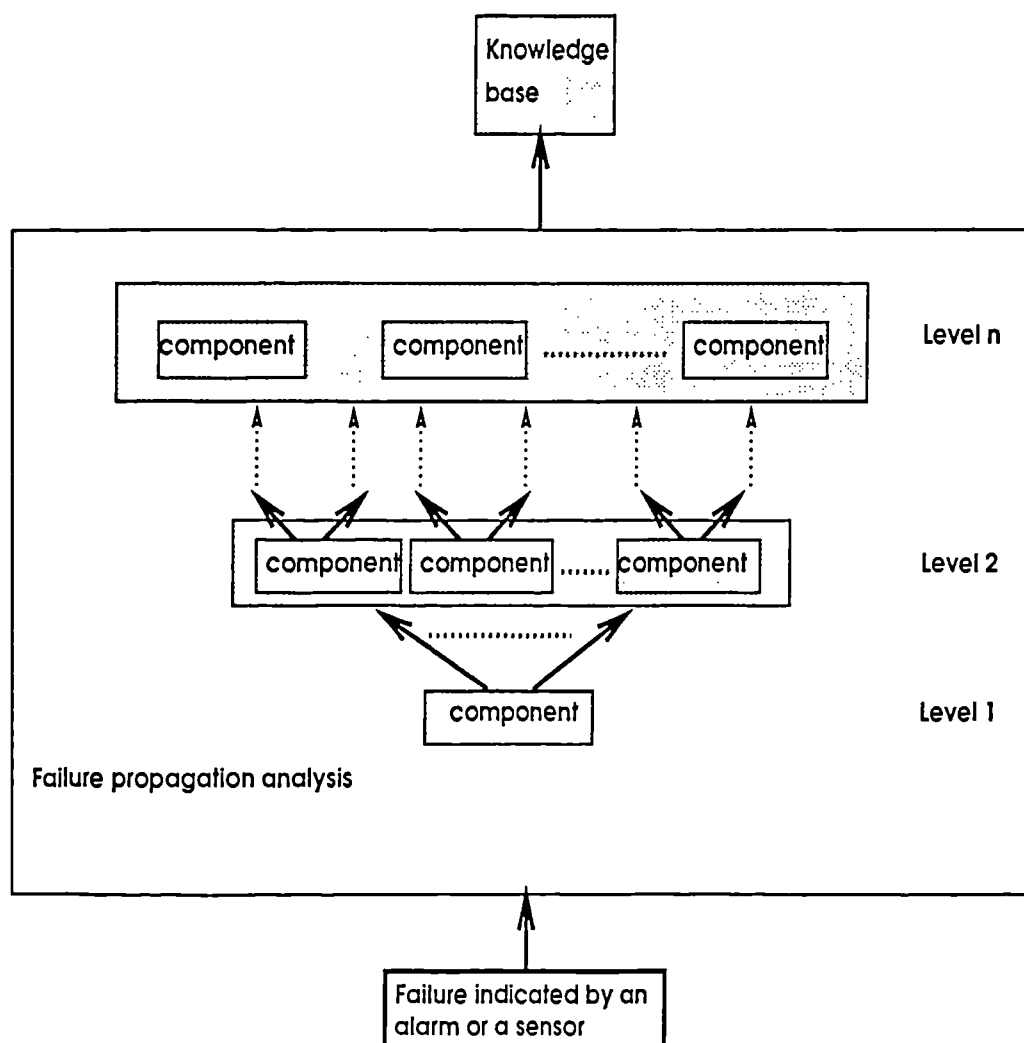 Knowledge
base
component component component Level n
component component component Level 2
component Level 1
Failure propagation analysis
Failure indicated by an
alarm or a sensor